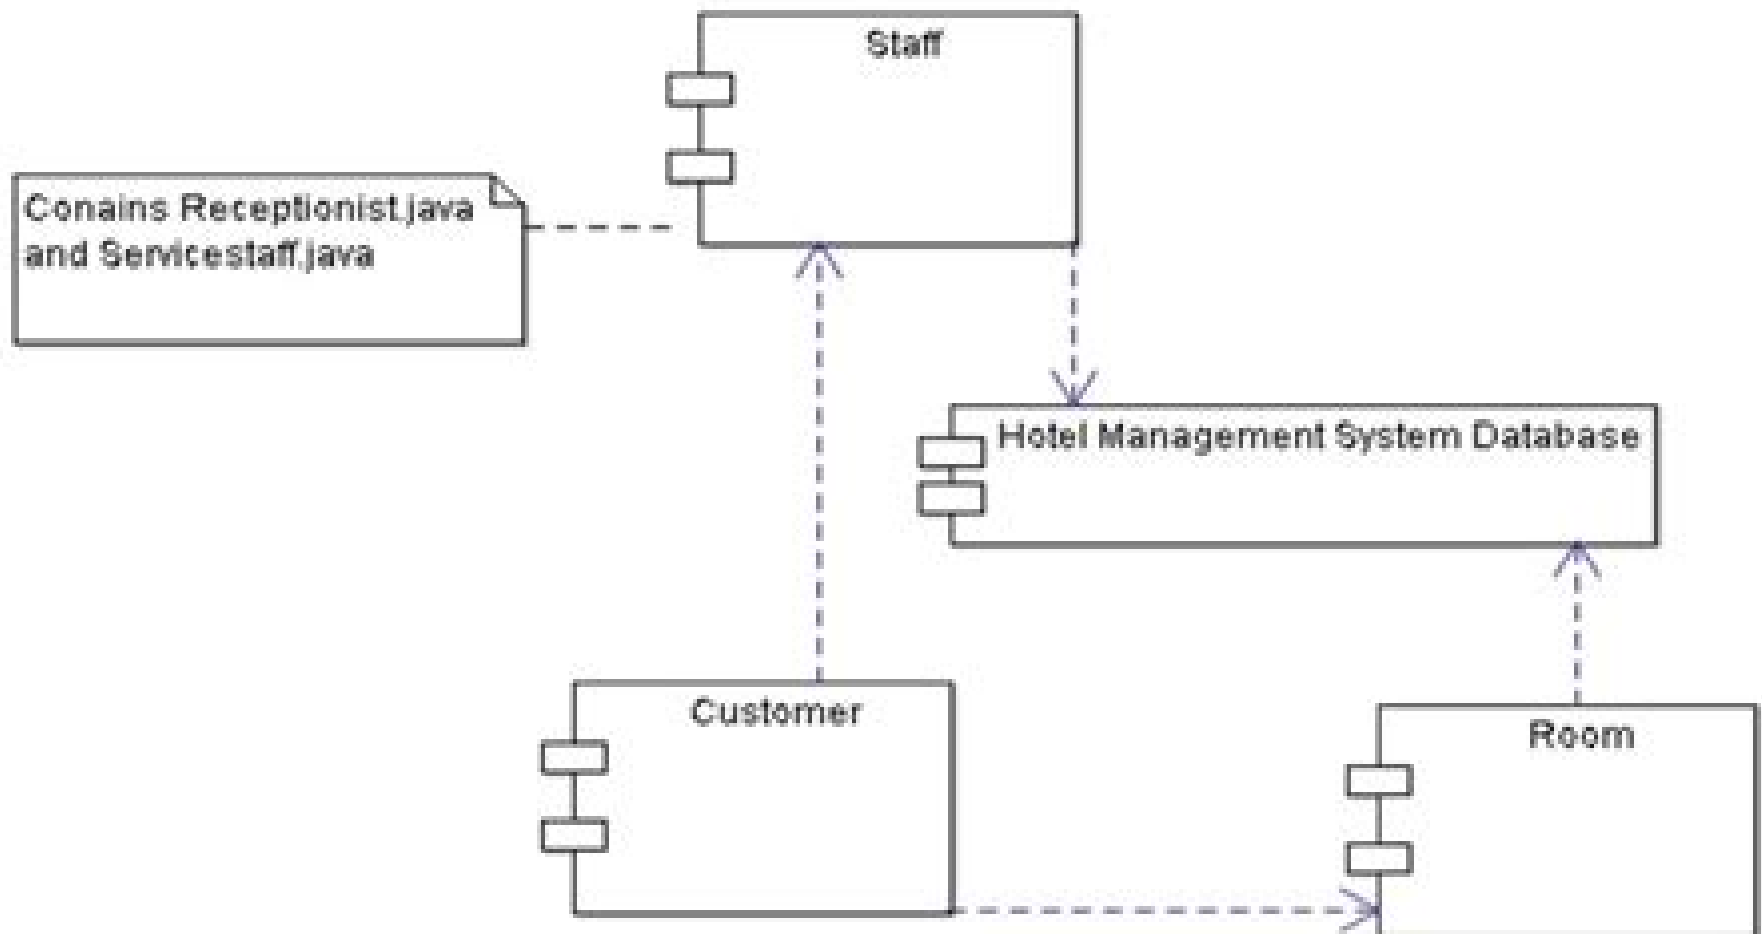 Staff
Conains Receptionist.java
and Servicestaff.java
Hotel Management System Database
Customer
Room